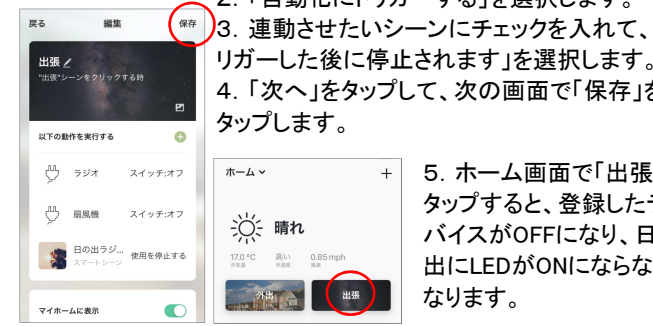 戻る 編集 保存
出張
"出張"シーンをクリックする時
以下の動作を実行する
ラジオ スイッチ:オフ
扇風機 スイッチ:オフ
日の出ラジ... 使用を停止する
スマートシーン
マイホームに表示
2. 「自動化にトリガーする」を選択します。
3. 運動させたいシーンにチェックを入れて、
リガーした後に停止されます」を選択します。
4. 「次へ」をタップして、次の画面で「保存」を
タップします。
ホーム
晴れ
17.0 °C 高い 0.85 mph
外出 出張
5. ホーム画面で「出張
タップすると、登録したデ
バイスがOFFになり、日
出にLEDがONにならな
なります。